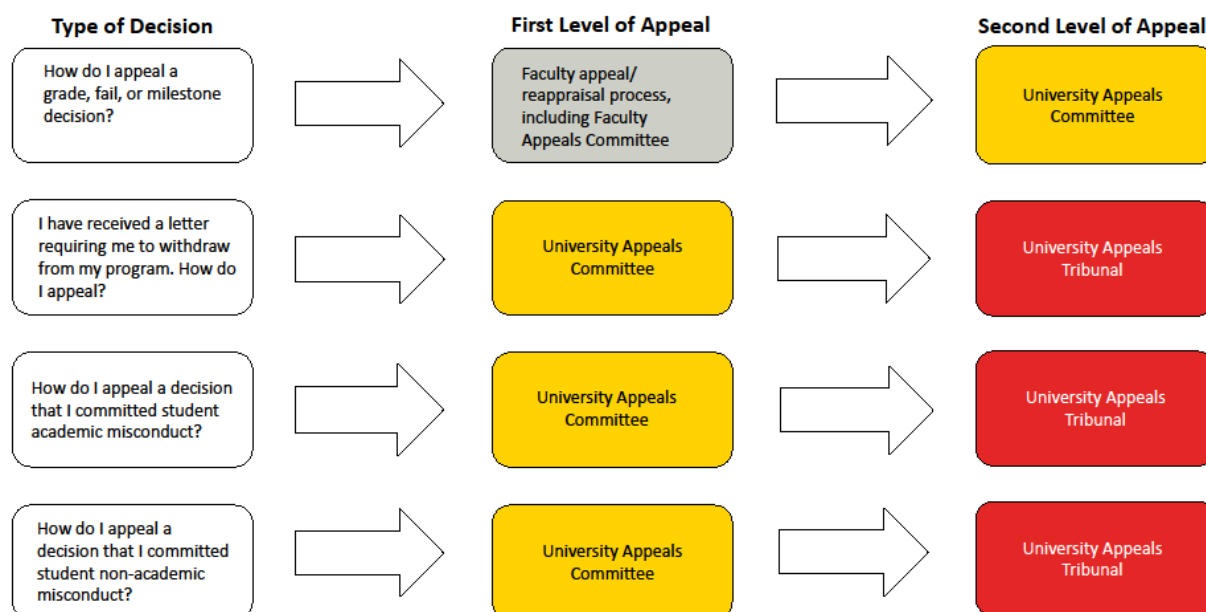 Type of Decision
First Level of Appeal
Second Level of Appeal
How do I appeal a
grade, fail, or milestone
decision?
Faculty appeal/
reappraisal process,
including Faculty
Appeals Committee
University Appeals
Committee
I have received a letter
requiring me to withdraw
from my program. How do
I appeal?
University Appeals
Committee
University Appeals
Tribunal
How do I appeal a decision
that I committed student
academic misconduct?
University Appeals
Committee
University Appeals
Tribunal
How do I appeal a
decision that I committed
student non-academic
misconduct?
University Appeals
Committee
University Appeals
Tribunal